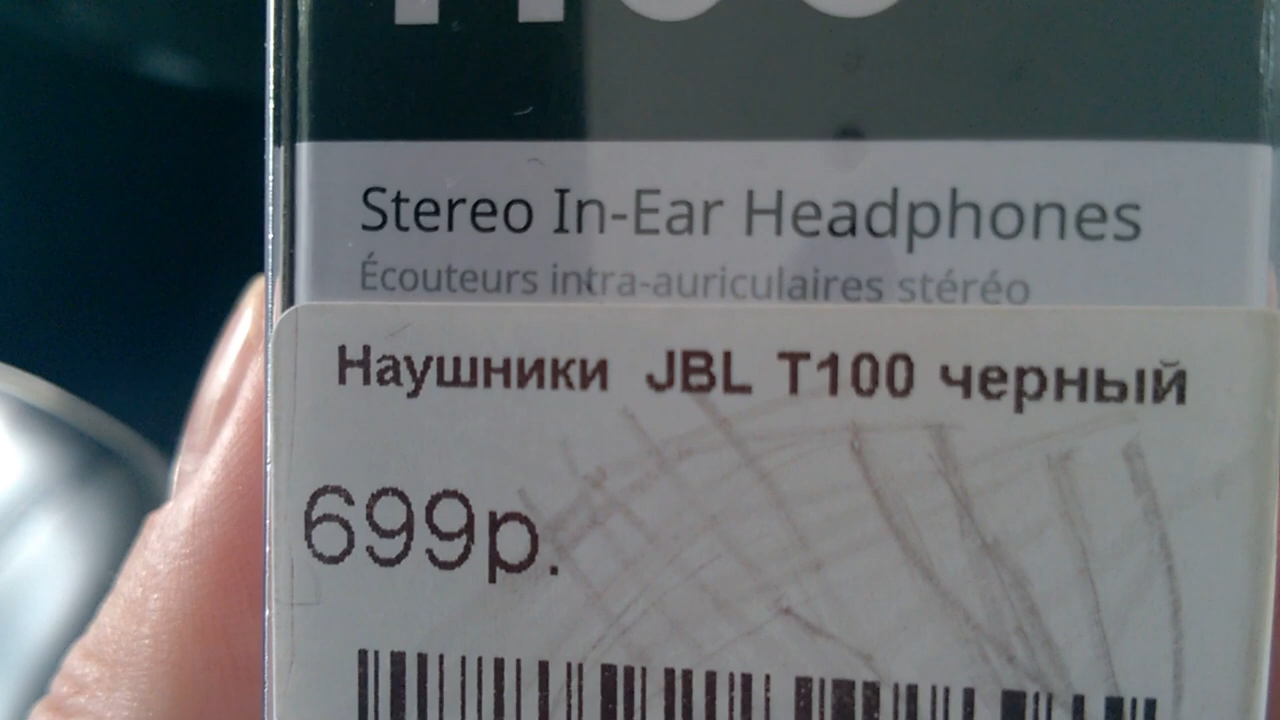 Stereo In-Ear Headphones
Écouteurs intra-auriculaires stéréo
Наушники JBL T100 черный
699р.